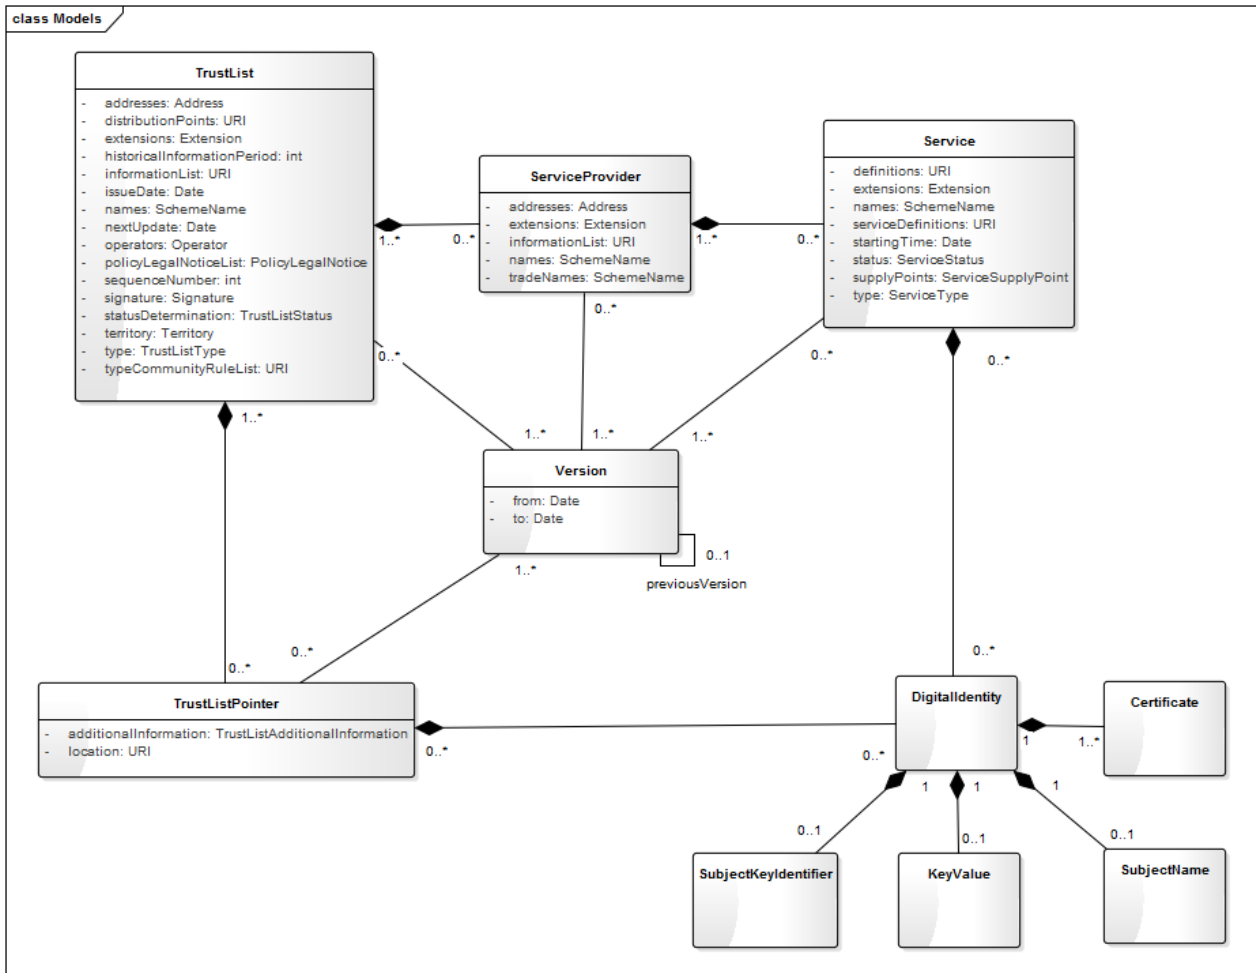 class Models
TrustList
- addresses: Address
- distributionPoints: URI
- extensions: Extension
- historicalInformationPeriod: int
- informationList: URI
- issueDate: Date
- names: SchemeName
- nextUpdate: Date
- operators: Operator
- policyLegalNoticeList: PolicyLegalNotice
- sequenceNumber: int
- signature: Signature
- statusDetermination: TrustListStatus
- territory: Territory
- type: TrustListType
- typeCommunityRuleList: URI
1..*
0..*
ServiceProvider
- addresses: Address
- extensions: Extension
- informationList: URI
- names: SchemeName
- tradeNames: SchemeName
1..*
0..*
Service
- definitions: URI
- extensions: Extension
- names: SchemeName
- serviceDefinitions: URI
- startingTime: Date
- status: ServiceStatus
- supplyPoints: ServiceSupplyPoint
- type: ServiceType
0..*
0..*
0..*
0..*
1..*
1..*
1..*
1..*
Version
- from: Date
- to: Date
0..1
previousVersion
1..*
0..*
0..*
0..*
TrustListPointer
- additionalInformation: TrustListAdditionalInformation
- location: URI
0..*
0..*
DigitalIdentity
1
1..*
Certificate
1
1
1
0..1
0..1
0..1
SubjectKeyIdentifier
KeyValue
SubjectName